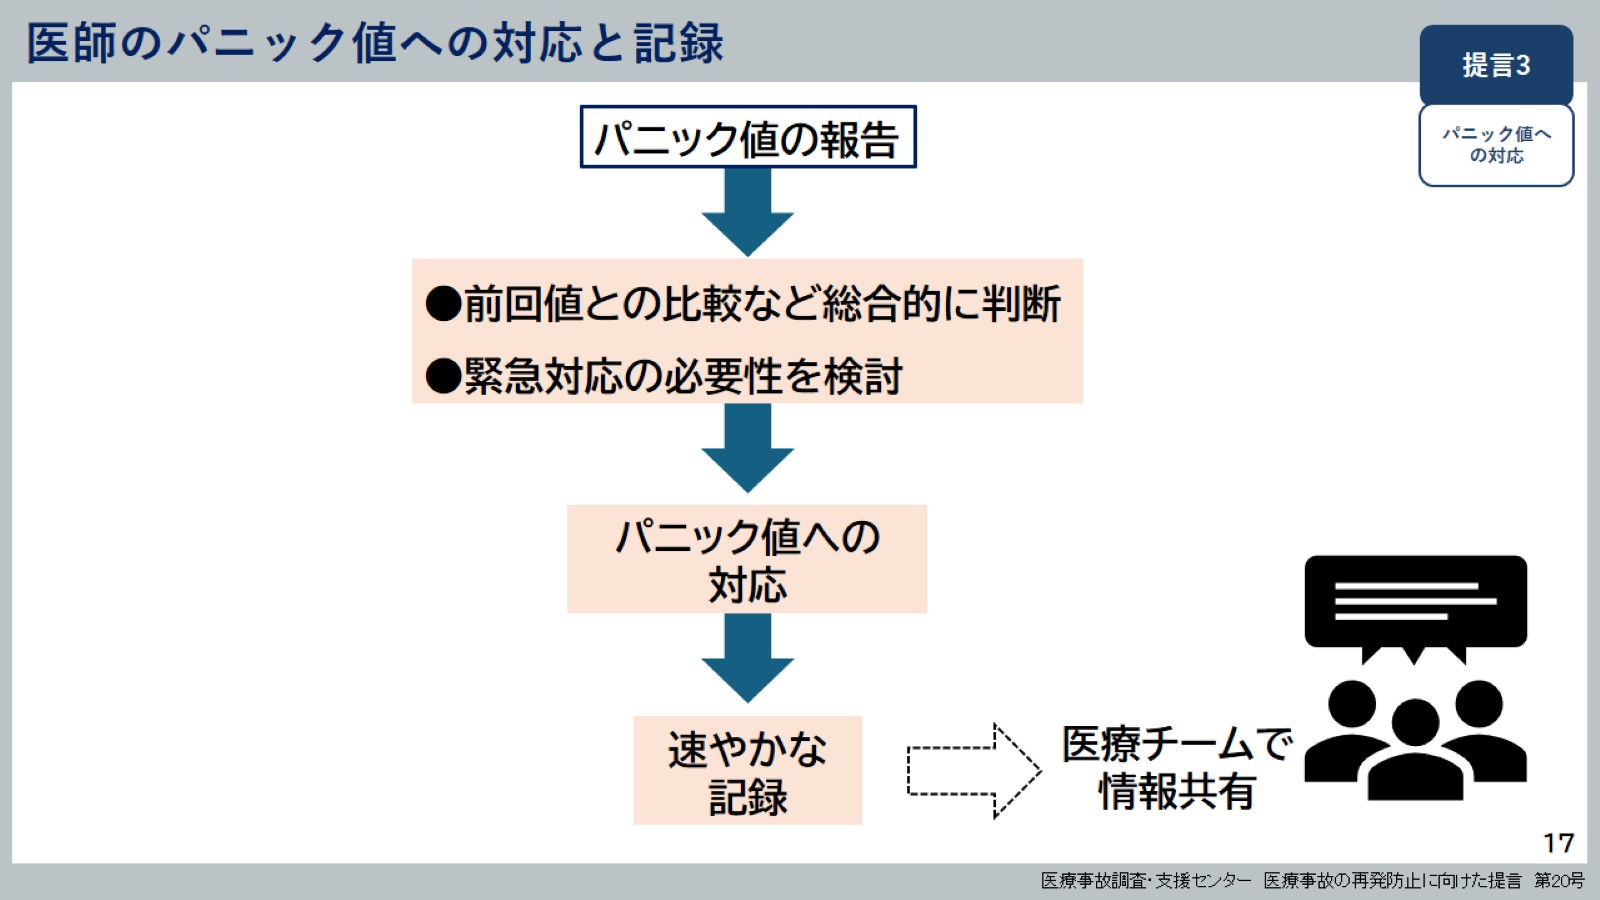 医師のパニック値への対応と記録
提言3
パニック値へ
の対応
パニック値の報告
●前回値との比較など総合的に判断
●緊急対応の必要性を検討
パニック値への
対応
速やかな
記録
医療チームで
情報共有
17
医療事故調査・支援センター　医療事故の再発防止に向けた提言　第20号